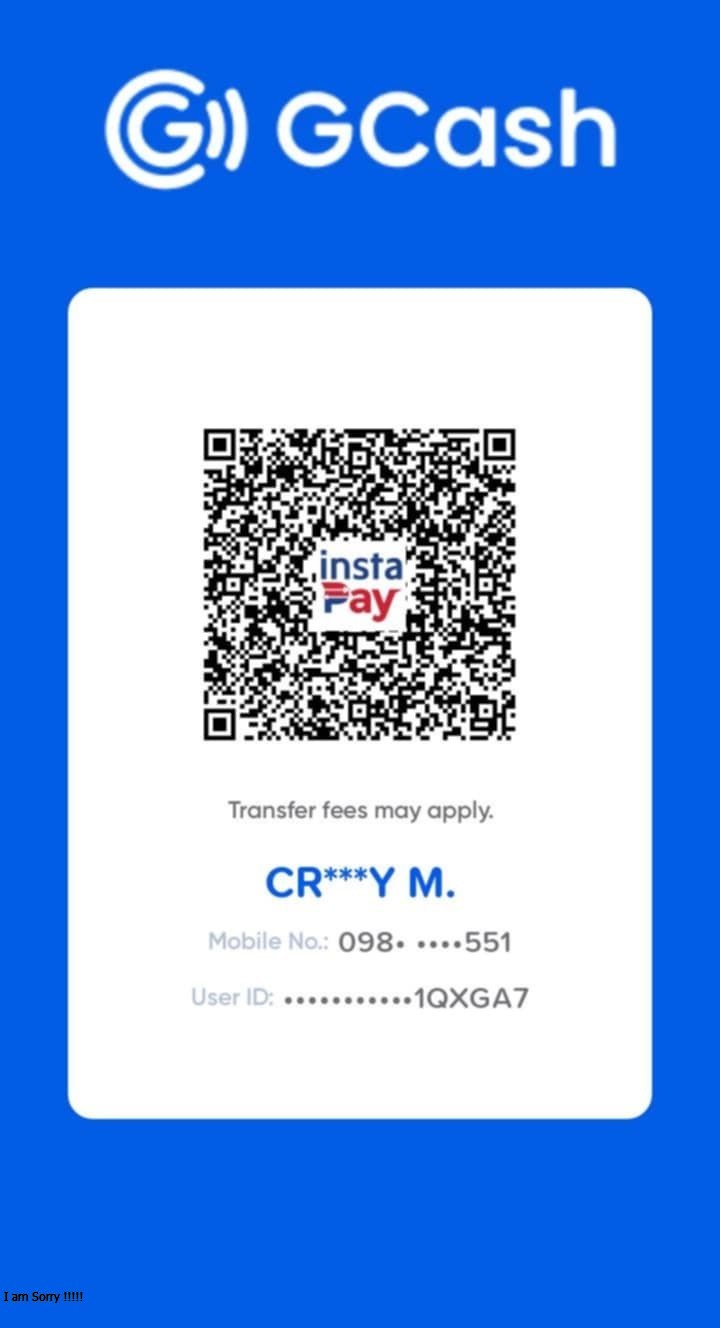 GCash
insta
Pay
Transfer fees may apply.
CR***Y M.
Mobile No.: 098• ••••551
User ID: •••••••••••1QXGA7
I am Sorry !!!!!